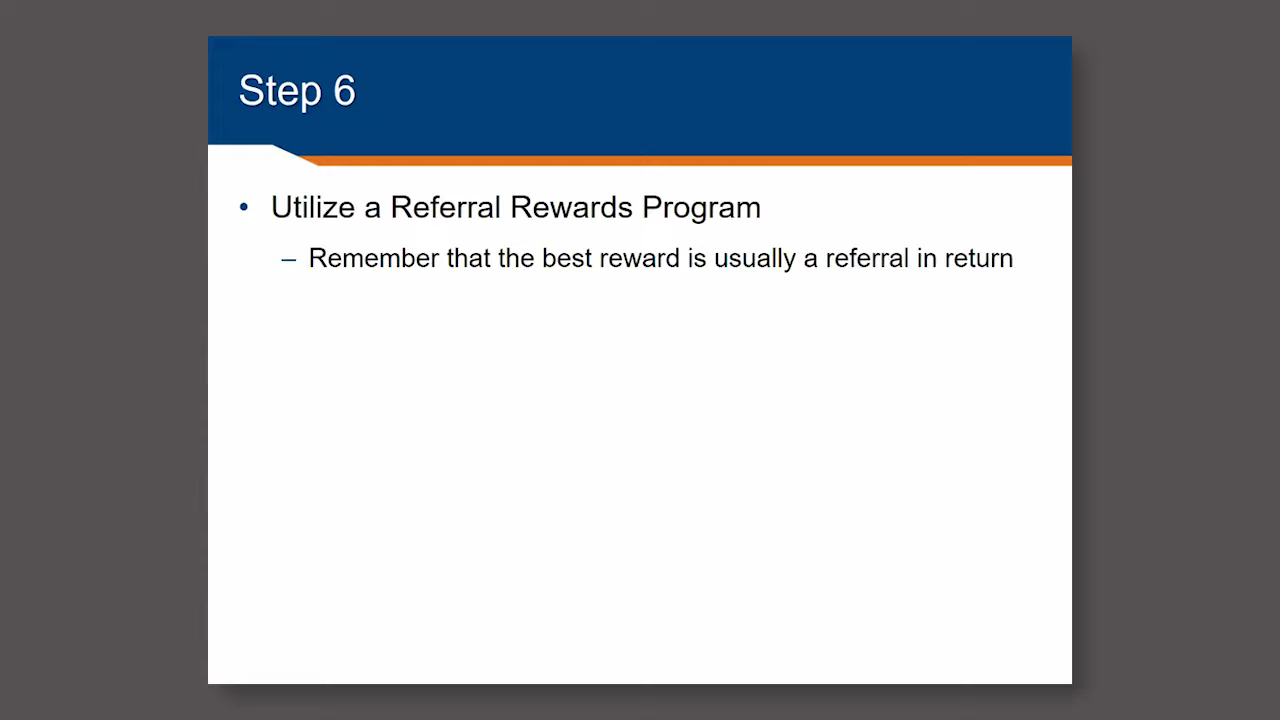 Step 6
• Utilize a Referral Rewards Program
– Remember that the best reward is usually a referral in return